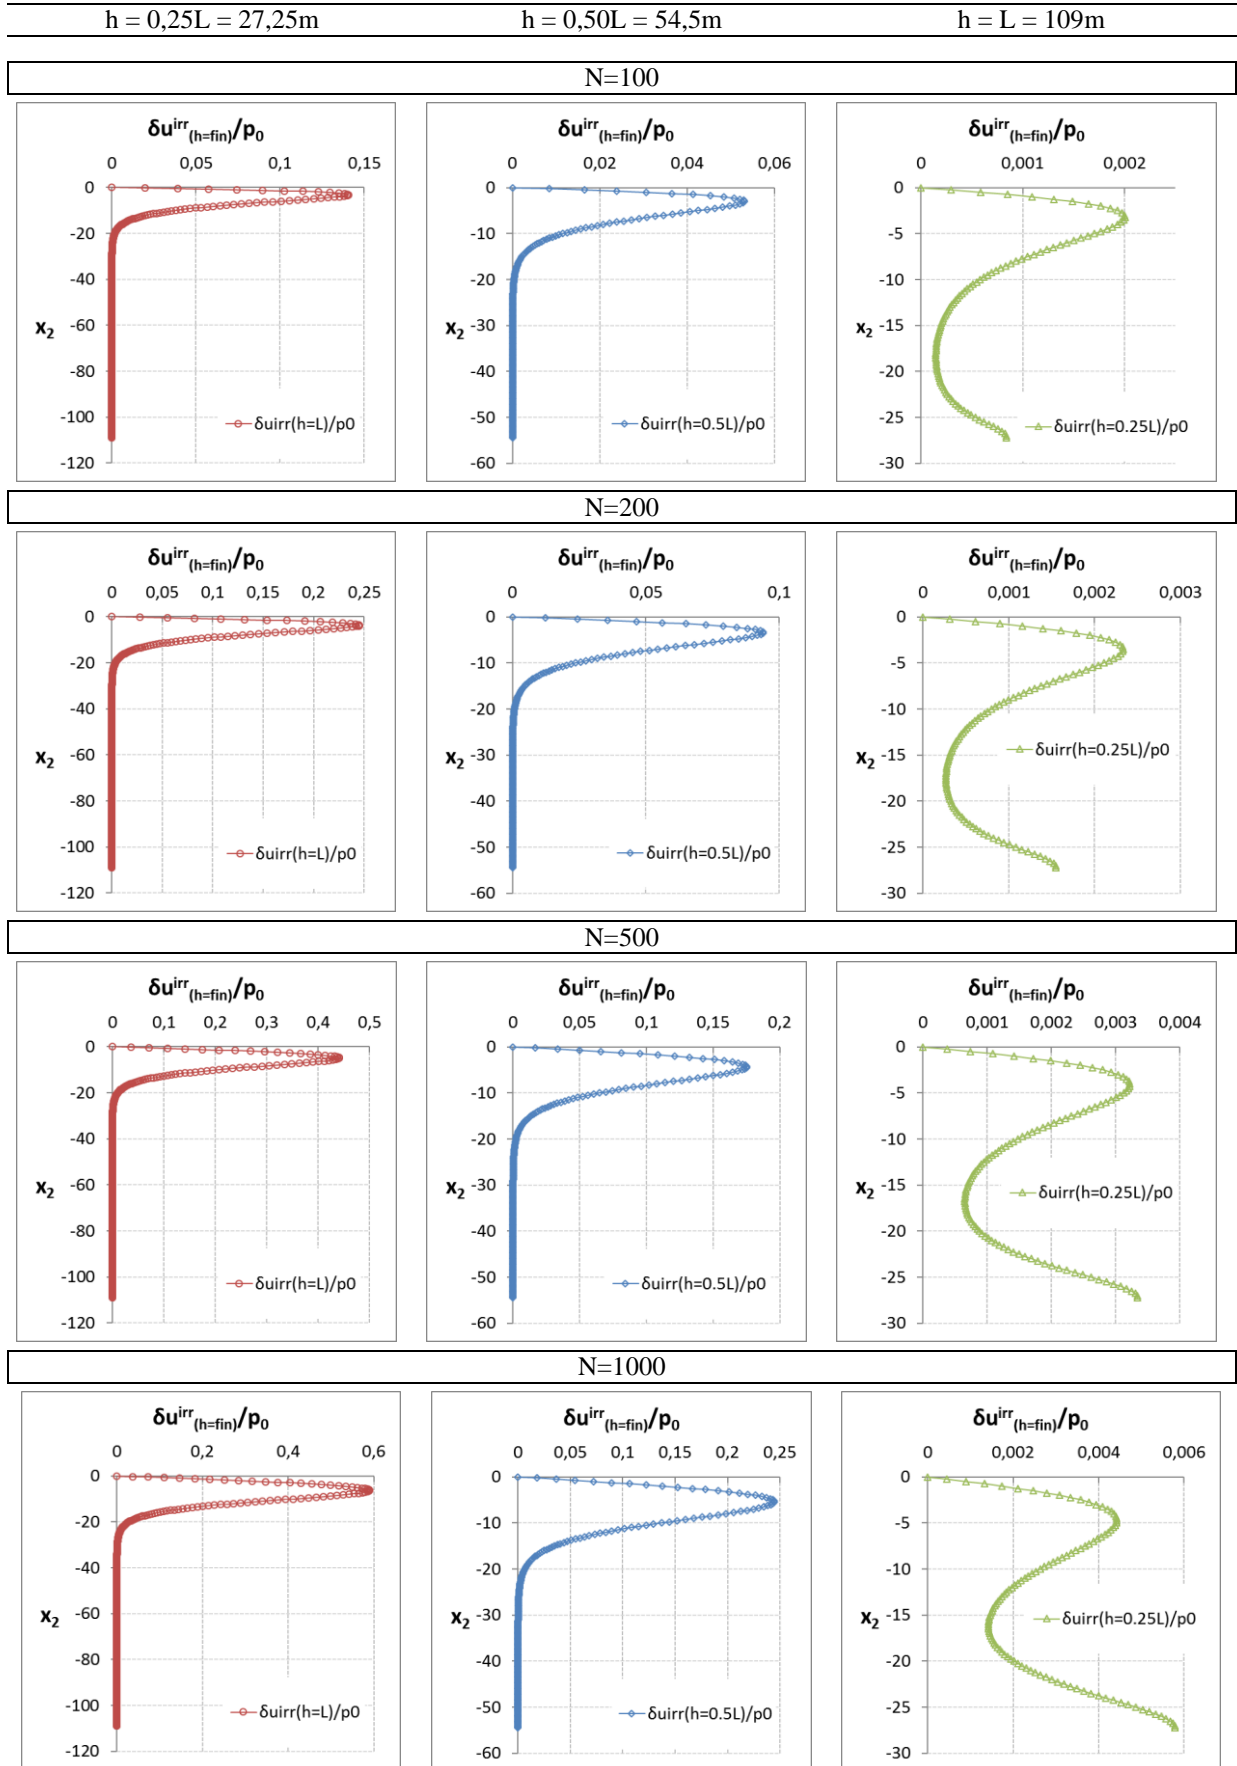 h = 0,25L = 27,25m h = 0,50L = 54,5m h = L = 109m
N=100
δuⁱʳʳ(h=fin)/p₀ δuⁱʳʳ(h=fin)/p₀ δuⁱʳʳ(h=fin)/p₀
0 0,05 0,1 0,15 0 0,02 0,04 0,06 0 0,001 0,002
0
-20
-40
-60
-80
-100
-120
x₂
δuirr(h=L)/p0
0
-10
-20
-30
-40
-50
-60
x₂
δuirr(h=0.5L)/p0
0
-5
-10
-15
-20
-25
-30
x₂
δuirr(h=0.25L)/p0
N=200
δuⁱʳʳ(h=fin)/p₀ δuⁱʳʳ(h=fin)/p₀ δuⁱʳʳ(h=fin)/p₀
0 0,05 0,1 0,15 0,2 0,25 0 0,05 0,1 0 0,001 0,002 0,003
0
-20
-40
-60
-80
-100
-120
x₂
δuirr(h=L)/p0
0
-10
-20
-30
-40
-50
-60
x₂
δuirr(h=0.5L)/p0
0
-5
-10
-15
-20
-25
-30
x₂
δuirr(h=0.25L)/p0
N=500
δuⁱʳʳ(h=fin)/p₀ δuⁱʳʳ(h=fin)/p₀ δuⁱʳʳ(h=fin)/p₀
0 0,1 0,2 0,3 0,4 0,5 0 0,05 0,1 0,15 0,2 0 0,001 0,002 0,003 0,004
0
-20
-40
-60
-80
-100
-120
x₂
δuirr(h=L)/p0
0
-10
-20
-30
-40
-50
-60
x₂
δuirr(h=0.5L)/p0
0
-5
-10
-15
-20
-25
-30
x₂
δuirr(h=0.25L)/p0
N=1000
δuⁱʳʳ(h=fin)/p₀ δuⁱʳʳ(h=fin)/p₀ δuⁱʳʳ(h=fin)/p₀
0 0,2 0,4 0,6 0 0,05 0,1 0,15 0,2 0,25 0 0,002 0,004 0,006
0
-20
-40
-60
-80
-100
-120
x₂
δuirr(h=L)/p0
0
-10
-20
-30
-40
-50
-60
x₂
δuirr(h=0.5L)/p0
0
-5
-10
-15
-20
-25
-30
x₂
δuirr(h=0.25L)/p0